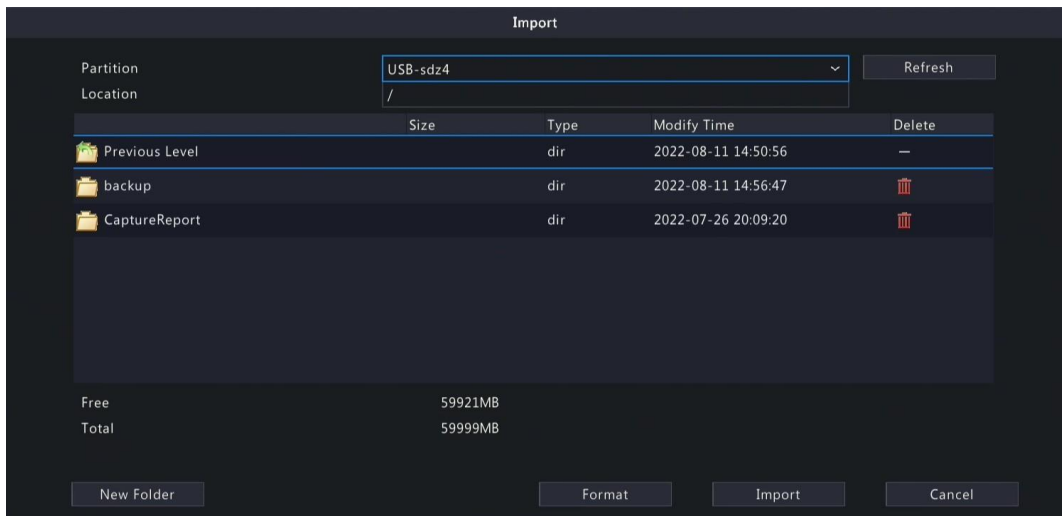 Import
Partition USB-sdz4 Refresh
Location /
Size Type Modify Time Delete
Previous Level dir 2022-08-11 14:50:56 —
backup dir 2022-08-11 14:56:47
CaptureReport dir 2022-07-26 20:09:20
Free 59921MB
Total 59999MB
New Folder Format Import Cancel